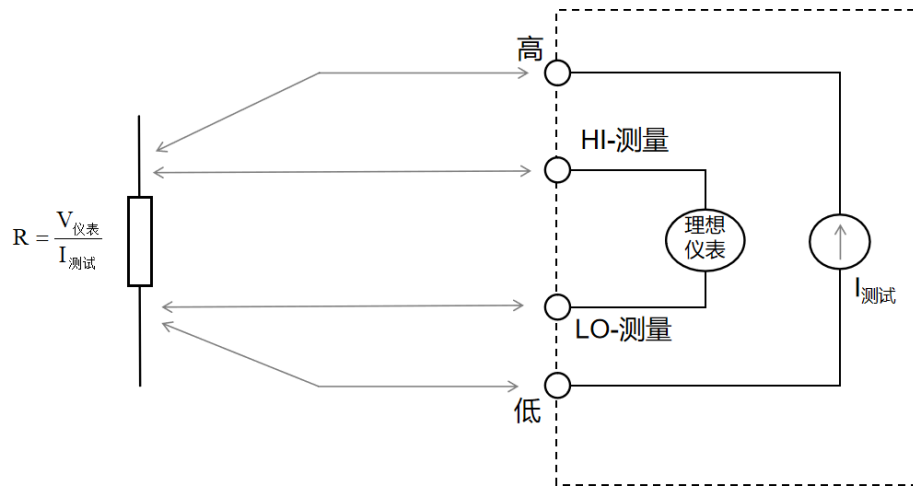 高
HI-测量
R = V仪表 / I测试
理想
仪表
I测试
LO-测量
低